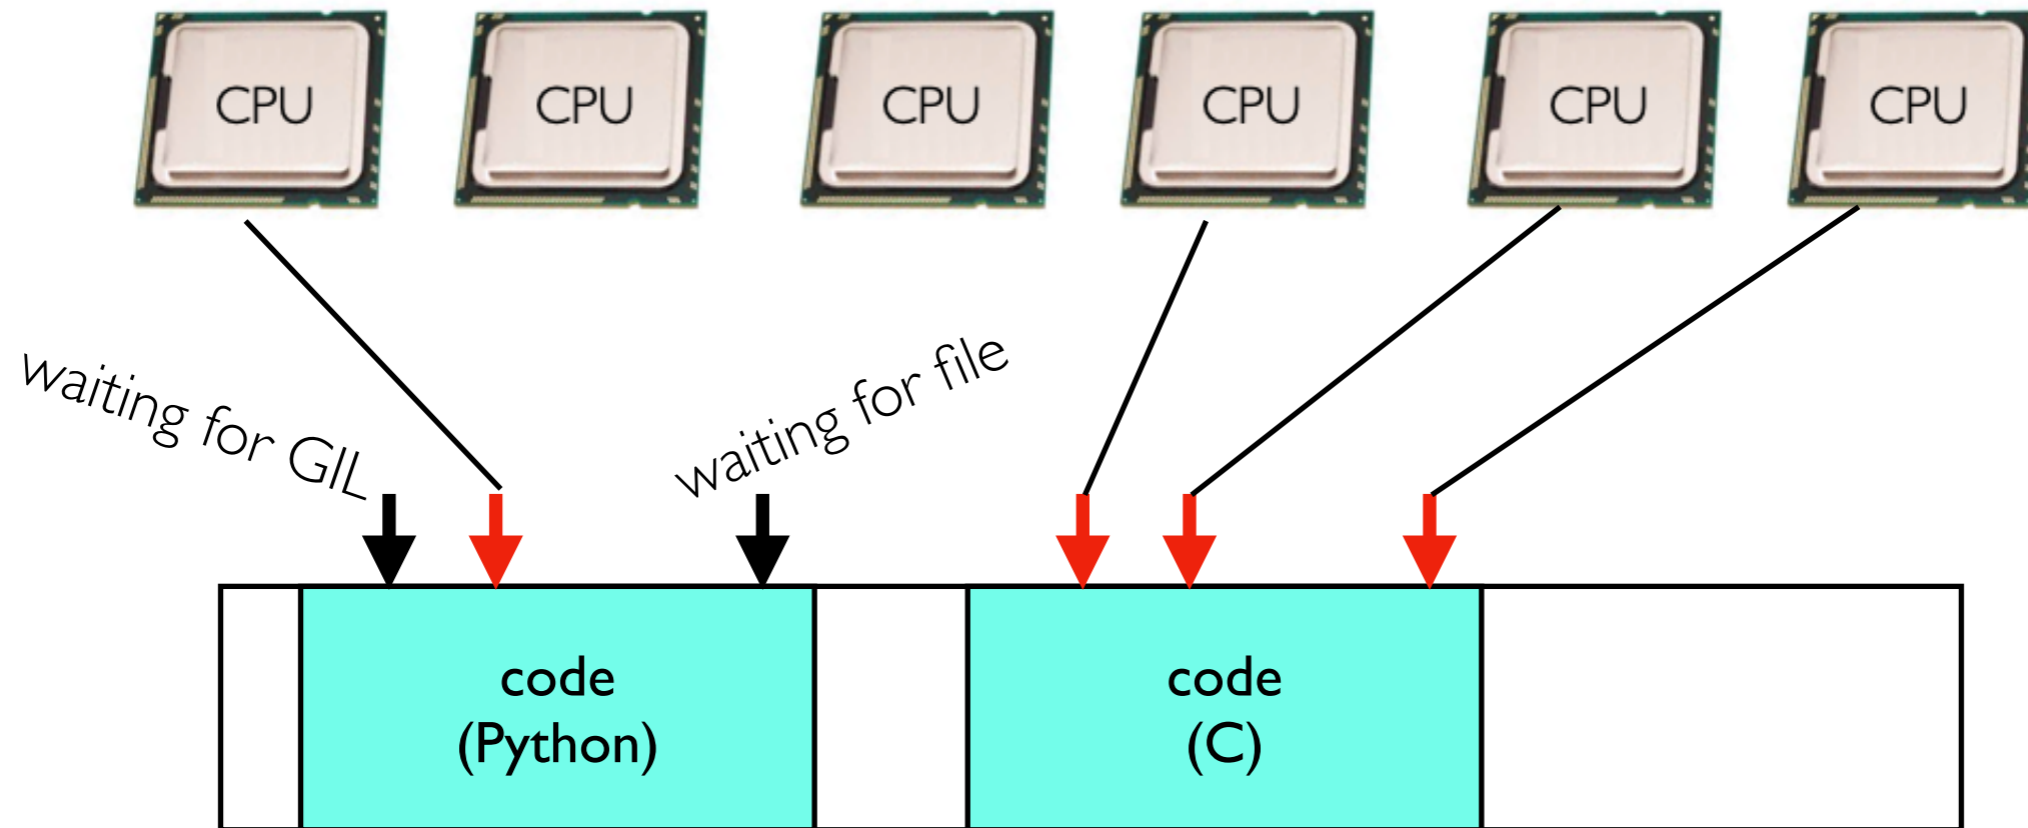 CPU
CPU
CPU
CPU
CPU
CPU
waiting for GIL
waiting for file
code
(Python)
code
(C)